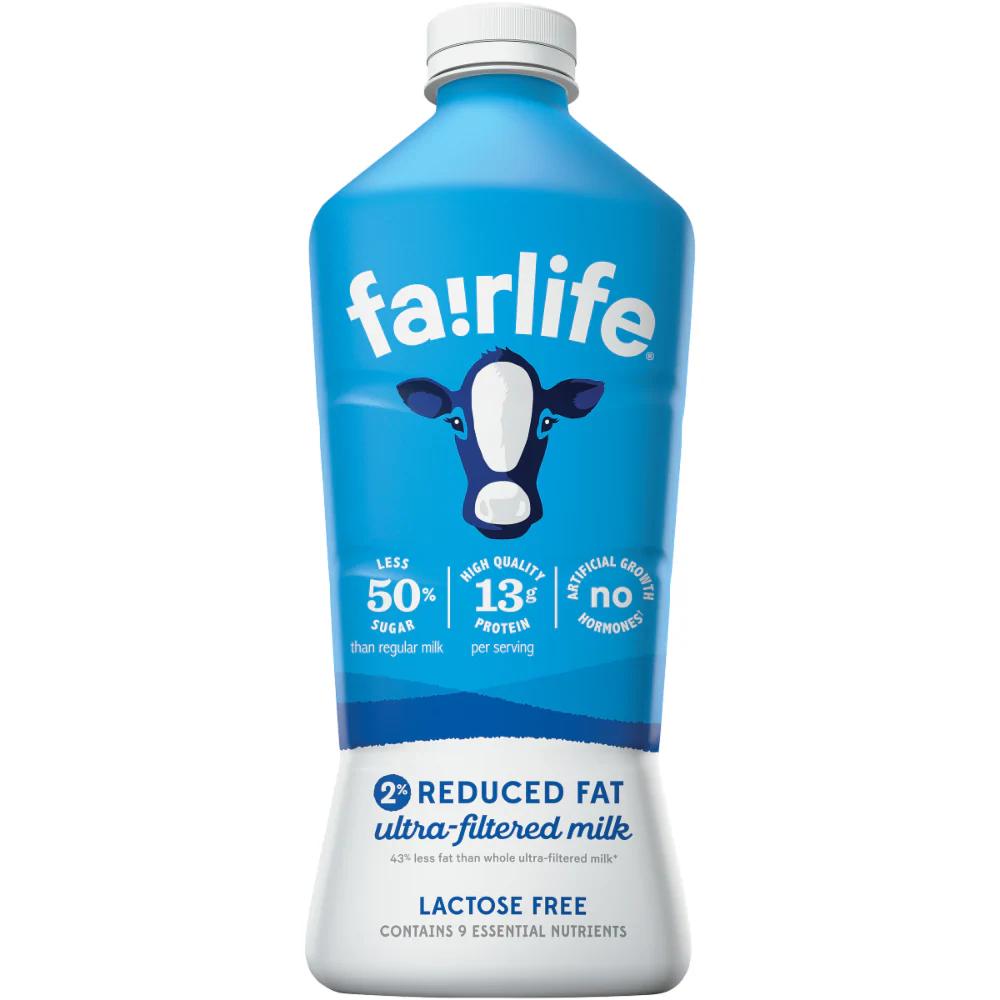 fa!rlife®
LESS
50%
SUGAR
than regular milk
HIGH QUALITY
13g
PROTEIN
per serving
ARTIFICIAL GROWTH
no
HORMONES†
2% REDUCED FAT
ultra-filtered milk
43% less fat than whole ultra-filtered milk*
LACTOSE FREE
CONTAINS 9 ESSENTIAL NUTRIENTS